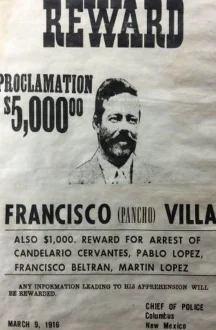 REWARD
PROCLAMATION
$5,000.00
FRANCISCO (PANCHO) VILLA
ALSO $1,000. REWARD FOR ARREST OF
CANDELARIO CERVANTES, PABLO LOPEZ,
FRANCISCO BELTRAN, MARTIN LOPEZ
ANY INFORMATION LEADING TO HIS APPREHENSION WILL
BE REWARDED.
CHIEF OF POLICE
Columbus
New Mexico
MARCH 9, 1916